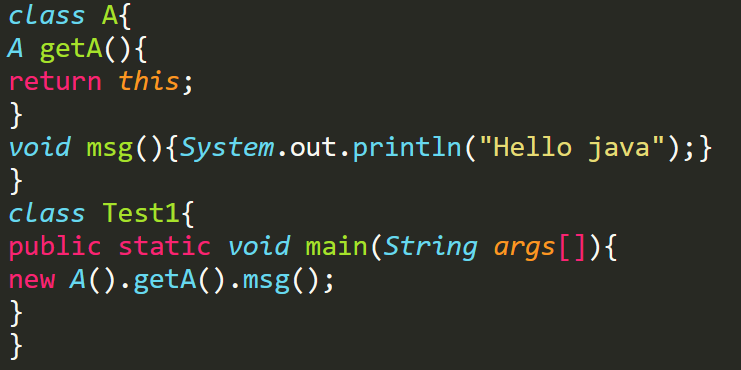 class A{
A getA(){
return this;
}
void msg(){System.out.println("Hello java");}
}
class Test1{
public static void main(String args[]){
new A().getA().msg();
}
}